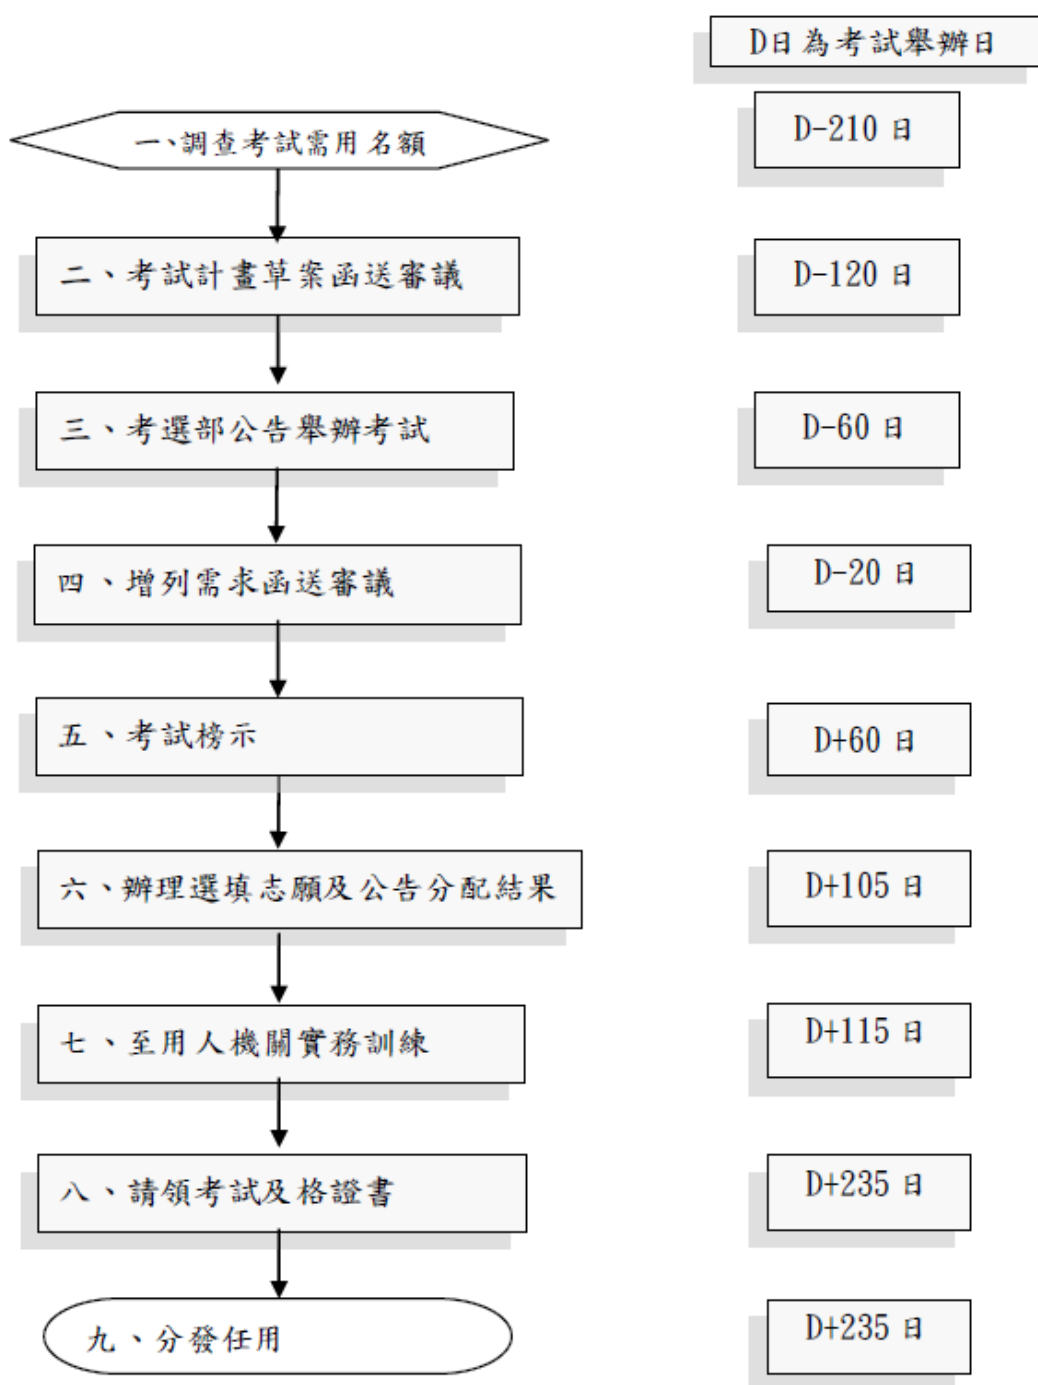 D日為考試舉辦日
一、調查考試需用名額
D-210 日
二、考試計畫草案函送審議
D-120 日
三、考選部公告舉辦考試
D-60 日
四、增列需求函送審議
D-20 日
五、考試榜示
D+60 日
六、辦理選填志願及公告分配結果
D+105 日
七、至用人機關實務訓練
D+115 日
八、請領考試及格證書
D+235 日
九、分發任用
D+235 日